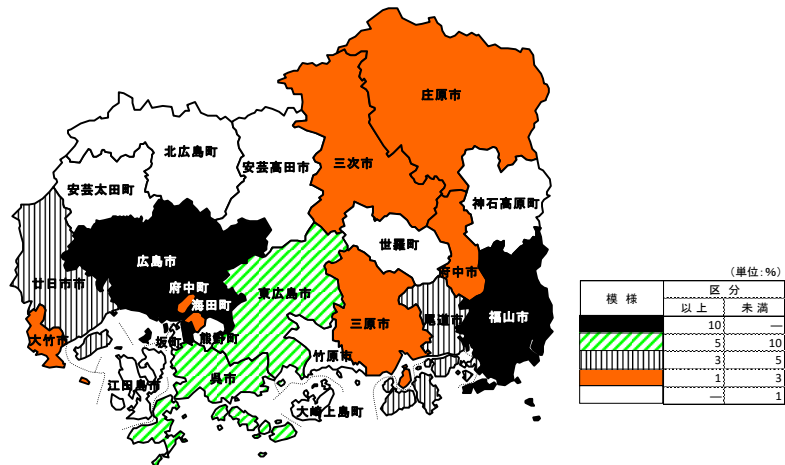 庄原市
北広島町
安芸高田市
三次市
安芸太田町
神石高原町
世羅町
広島市
府中市
廿日市市
府中町
東広島市
海田町
福山市
三原市
尾道市
大竹市
坂町
熊野町
竹原市
呉市
江田島市
大崎上島町
（単位：％）
模様
区分
以上 未満
10 ―
5 10
3 5
1 3
― 1